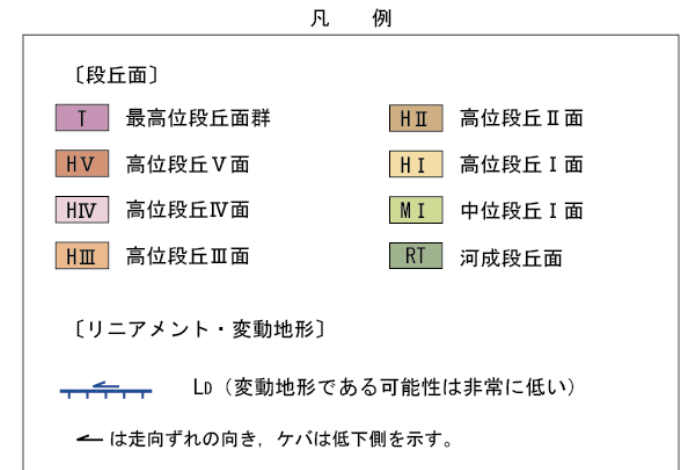 凡 例
〔段丘面〕
T 最高位段丘面群
HⅤ 高位段丘Ⅴ面
HⅣ 高位段丘Ⅳ面
HⅢ 高位段丘Ⅲ面
HⅡ 高位段丘Ⅱ面
HⅠ 高位段丘Ⅰ面
MⅠ 中位段丘Ⅰ面
RT 河成段丘面
〔リニアメント・変動地形〕
LD（変動地形である可能性は非常に低い）
は走向ずれの向き，ケバは低下側を示す。